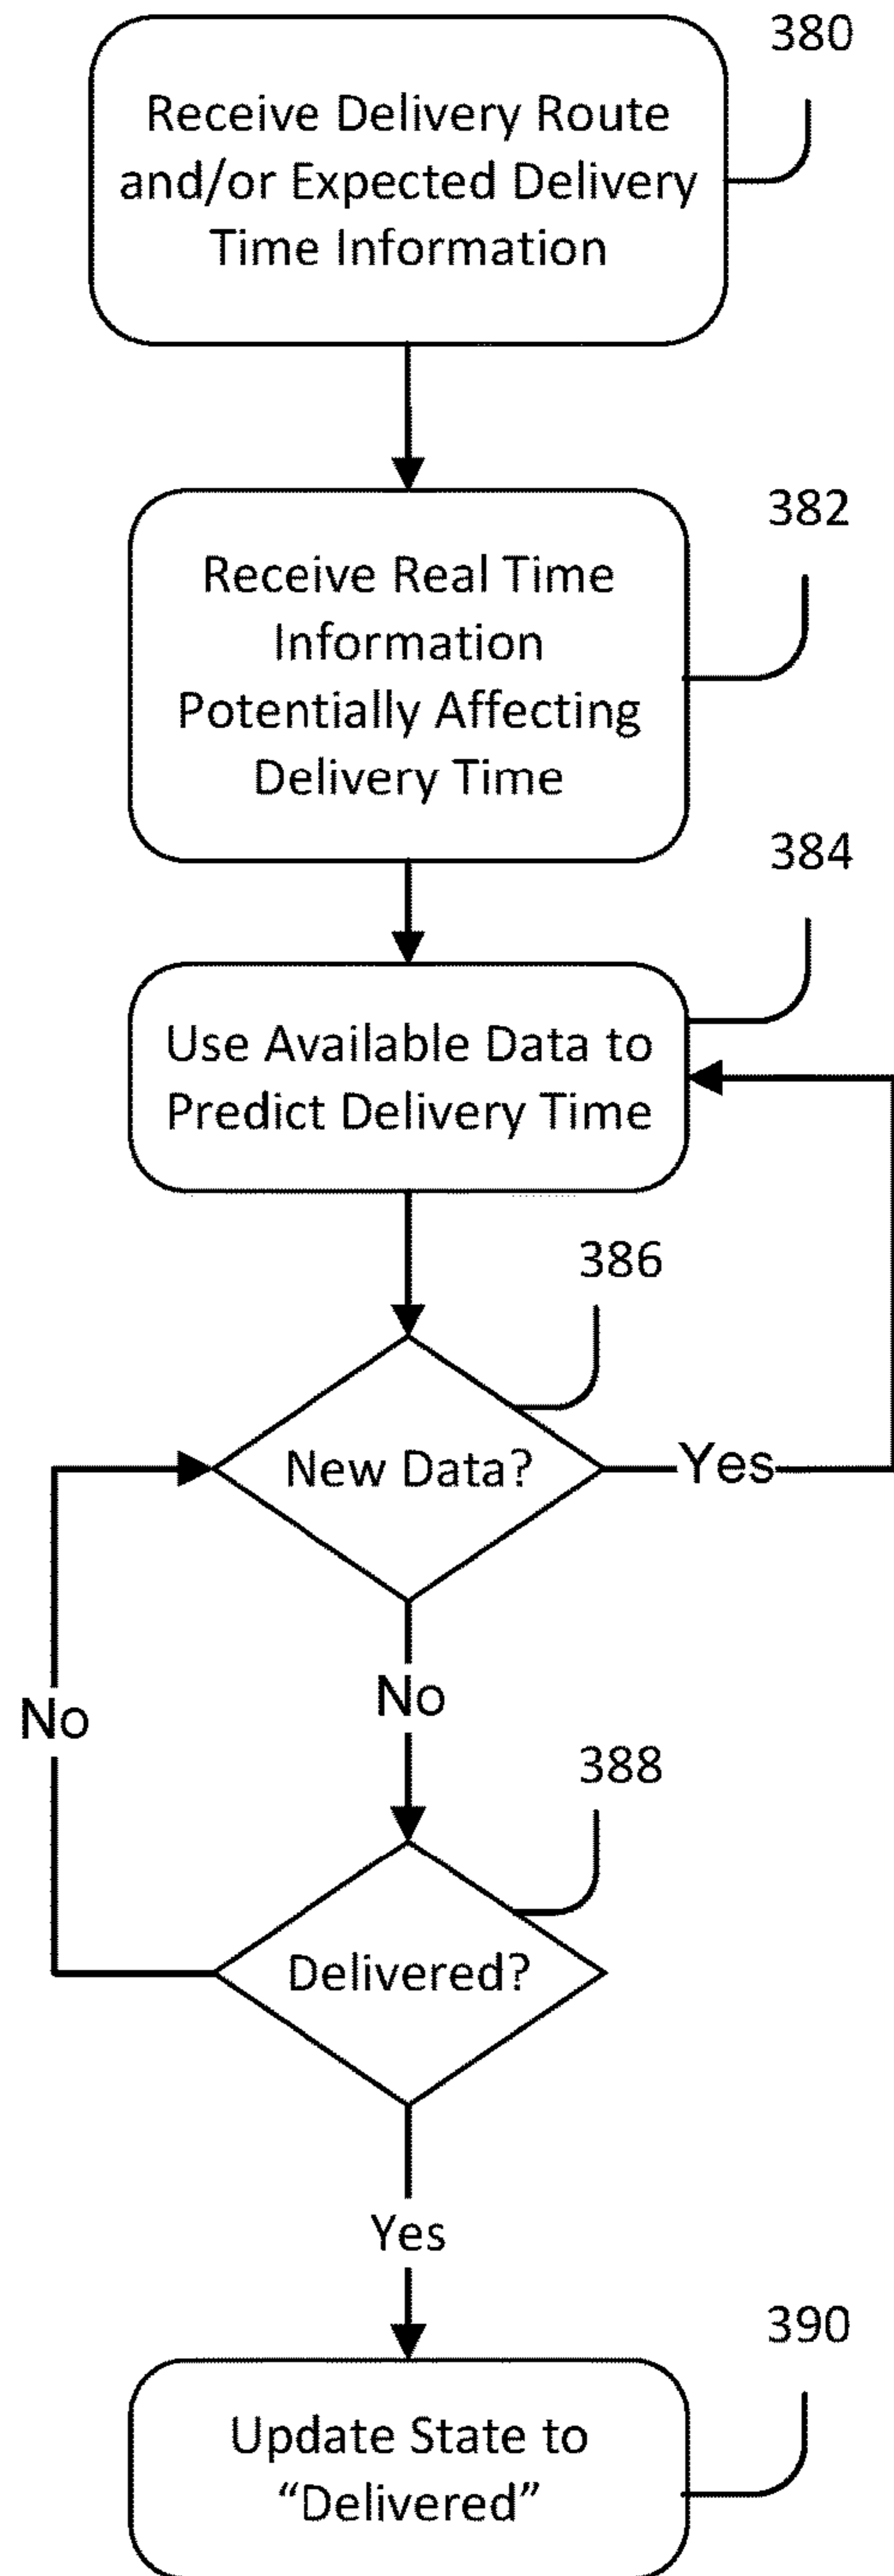 380
Receive Delivery Route
and/or Expected Delivery
Time Information
382
Receive Real Time
Information
Potentially Affecting
Delivery Time
384
Use Available Data to
Predict Delivery Time
386
New Data?
Yes
No
No
388
Delivered?
Yes
390
Update State to
“Delivered”